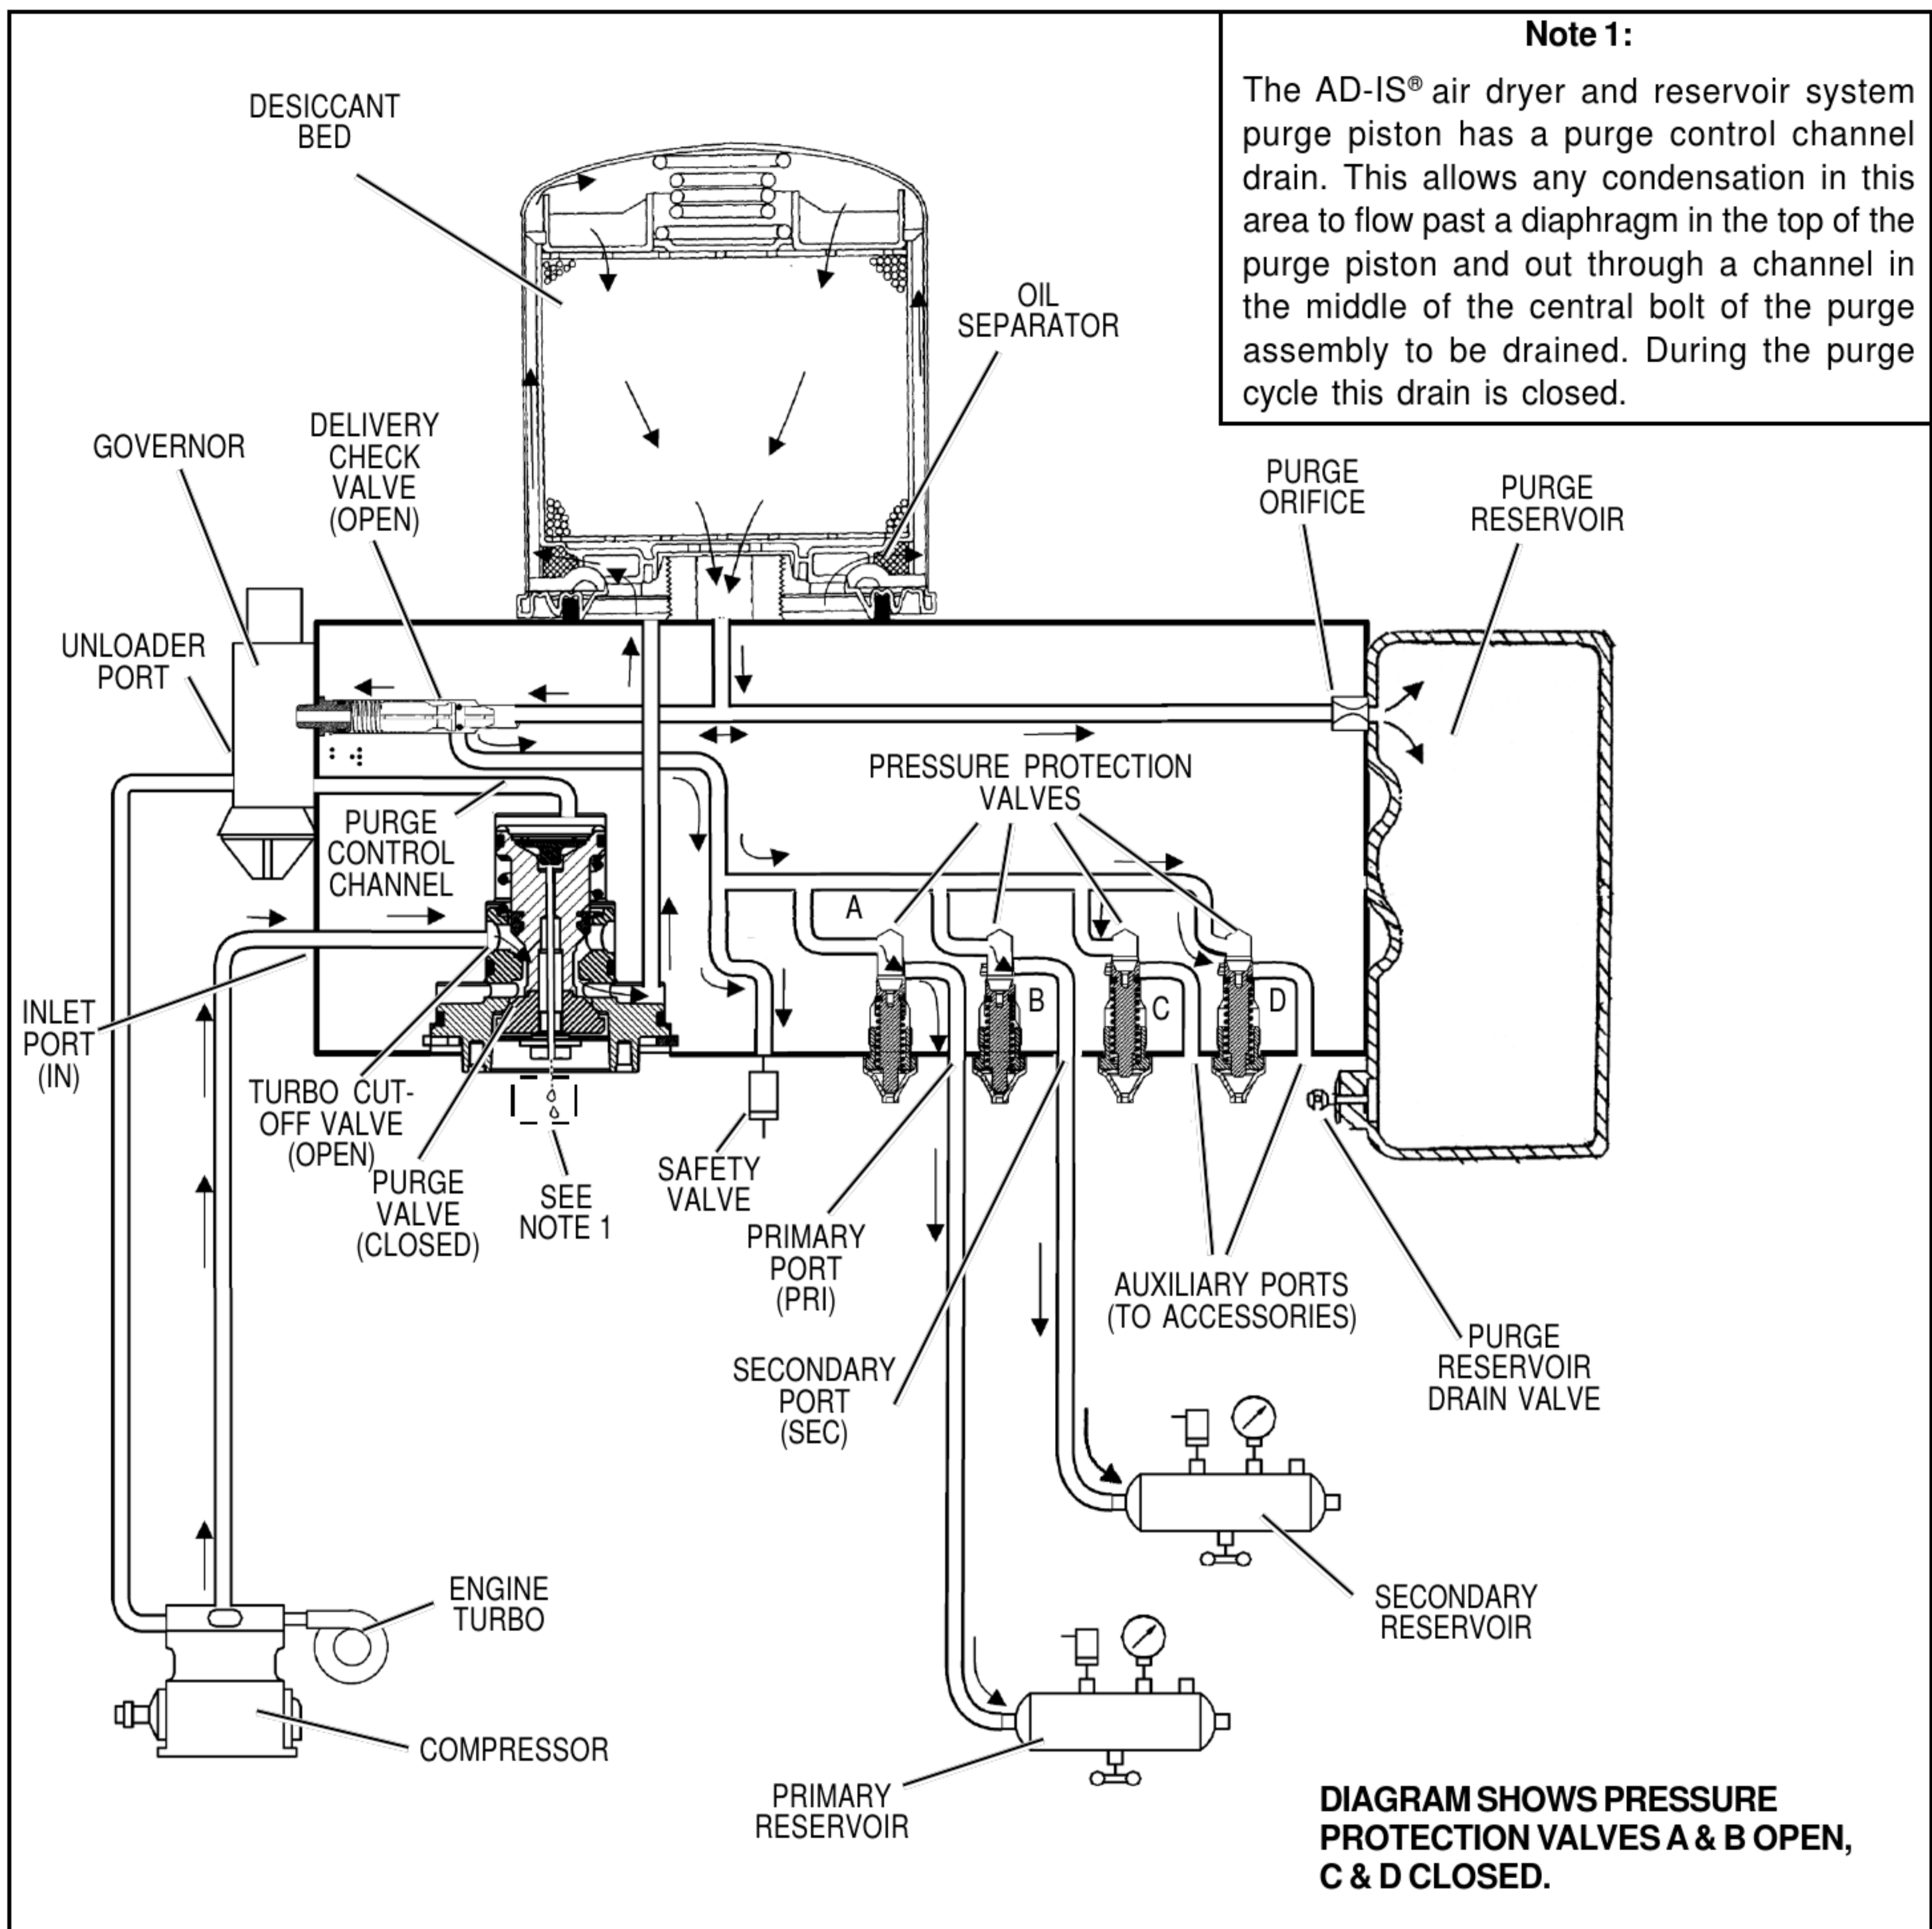 Note 1:
The AD-IS® air dryer and reservoir system
purge piston has a purge control channel
drain. This allows any condensation in this
area to flow past a diaphragm in the top of the
purge piston and out through a channel in
the middle of the central bolt of the purge
assembly to be drained. During the purge
cycle this drain is closed.
DESICCANT
BED
OIL
SEPARATOR
GOVERNOR
DELIVERY
CHECK
VALVE
(OPEN)
PURGE
ORIFICE
PURGE
RESERVOIR
UNLOADER
PORT
PRESSURE PROTECTION
VALVES
PURGE
CONTROL
CHANNEL
A
B
C
D
INLET
PORT
(IN)
TURBO CUT-
OFF VALVE
(OPEN)
PURGE
VALVE
(CLOSED)
SEE
NOTE 1
SAFETY
VALVE
PRIMARY
PORT
(PRI)
AUXILIARY PORTS
(TO ACCESSORIES)
SECONDARY
PORT
(SEC)
PURGE
RESERVOIR
DRAIN VALVE
ENGINE
TURBO
SECONDARY
RESERVOIR
COMPRESSOR
PRIMARY
RESERVOIR
DIAGRAM SHOWS PRESSURE
PROTECTION VALVES A & B OPEN,
C & D CLOSED.